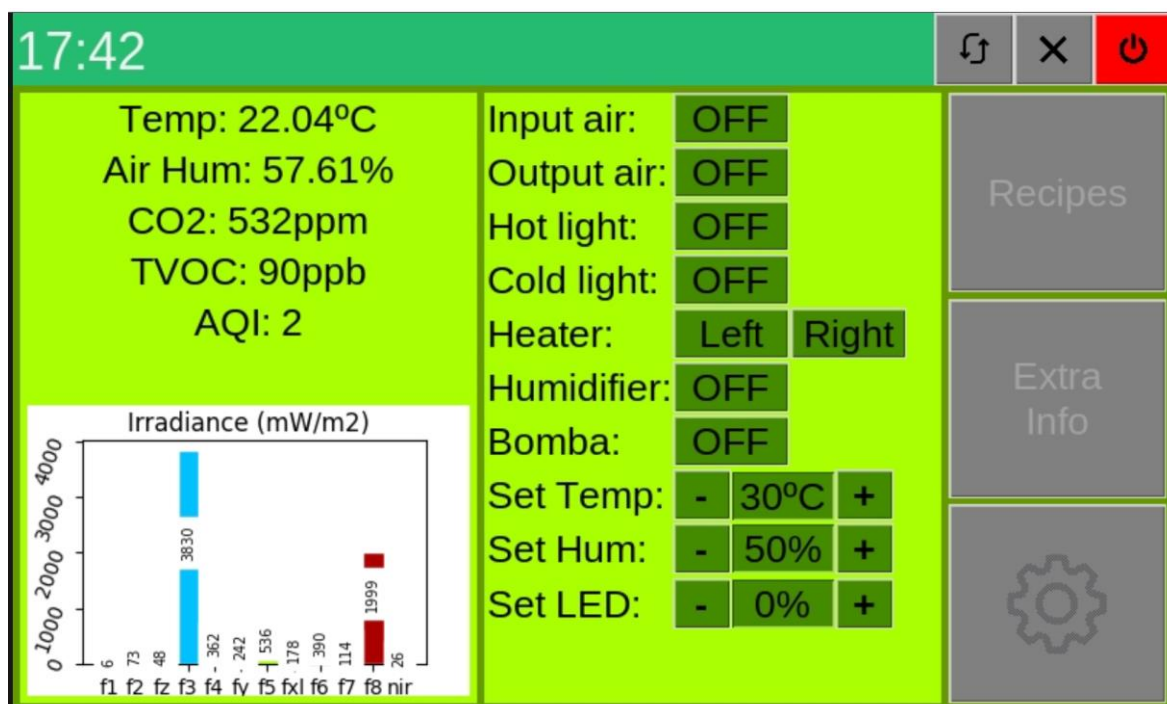 17:42
Temp: 22.04ºC
Air Hum: 57.61%
CO2: 532ppm
TVOC: 90ppb
AQI: 2
Irradiance (mW/m2)
4000
3000
2000
1000
0
6 73 48 3830 362 242 536 178 390 114 1999 26
f1 f2 fz f3 f4 fy f5 fxl f6 f7 f8 nir
Input air: OFF
Output air: OFF
Hot light: OFF
Cold light: OFF
Heater: Left Right
Humidifier: OFF
Bomba: OFF
Set Temp: - 30ºC +
Set Hum: - 50% +
Set LED: - 0% +
Recipes
Extra
Info